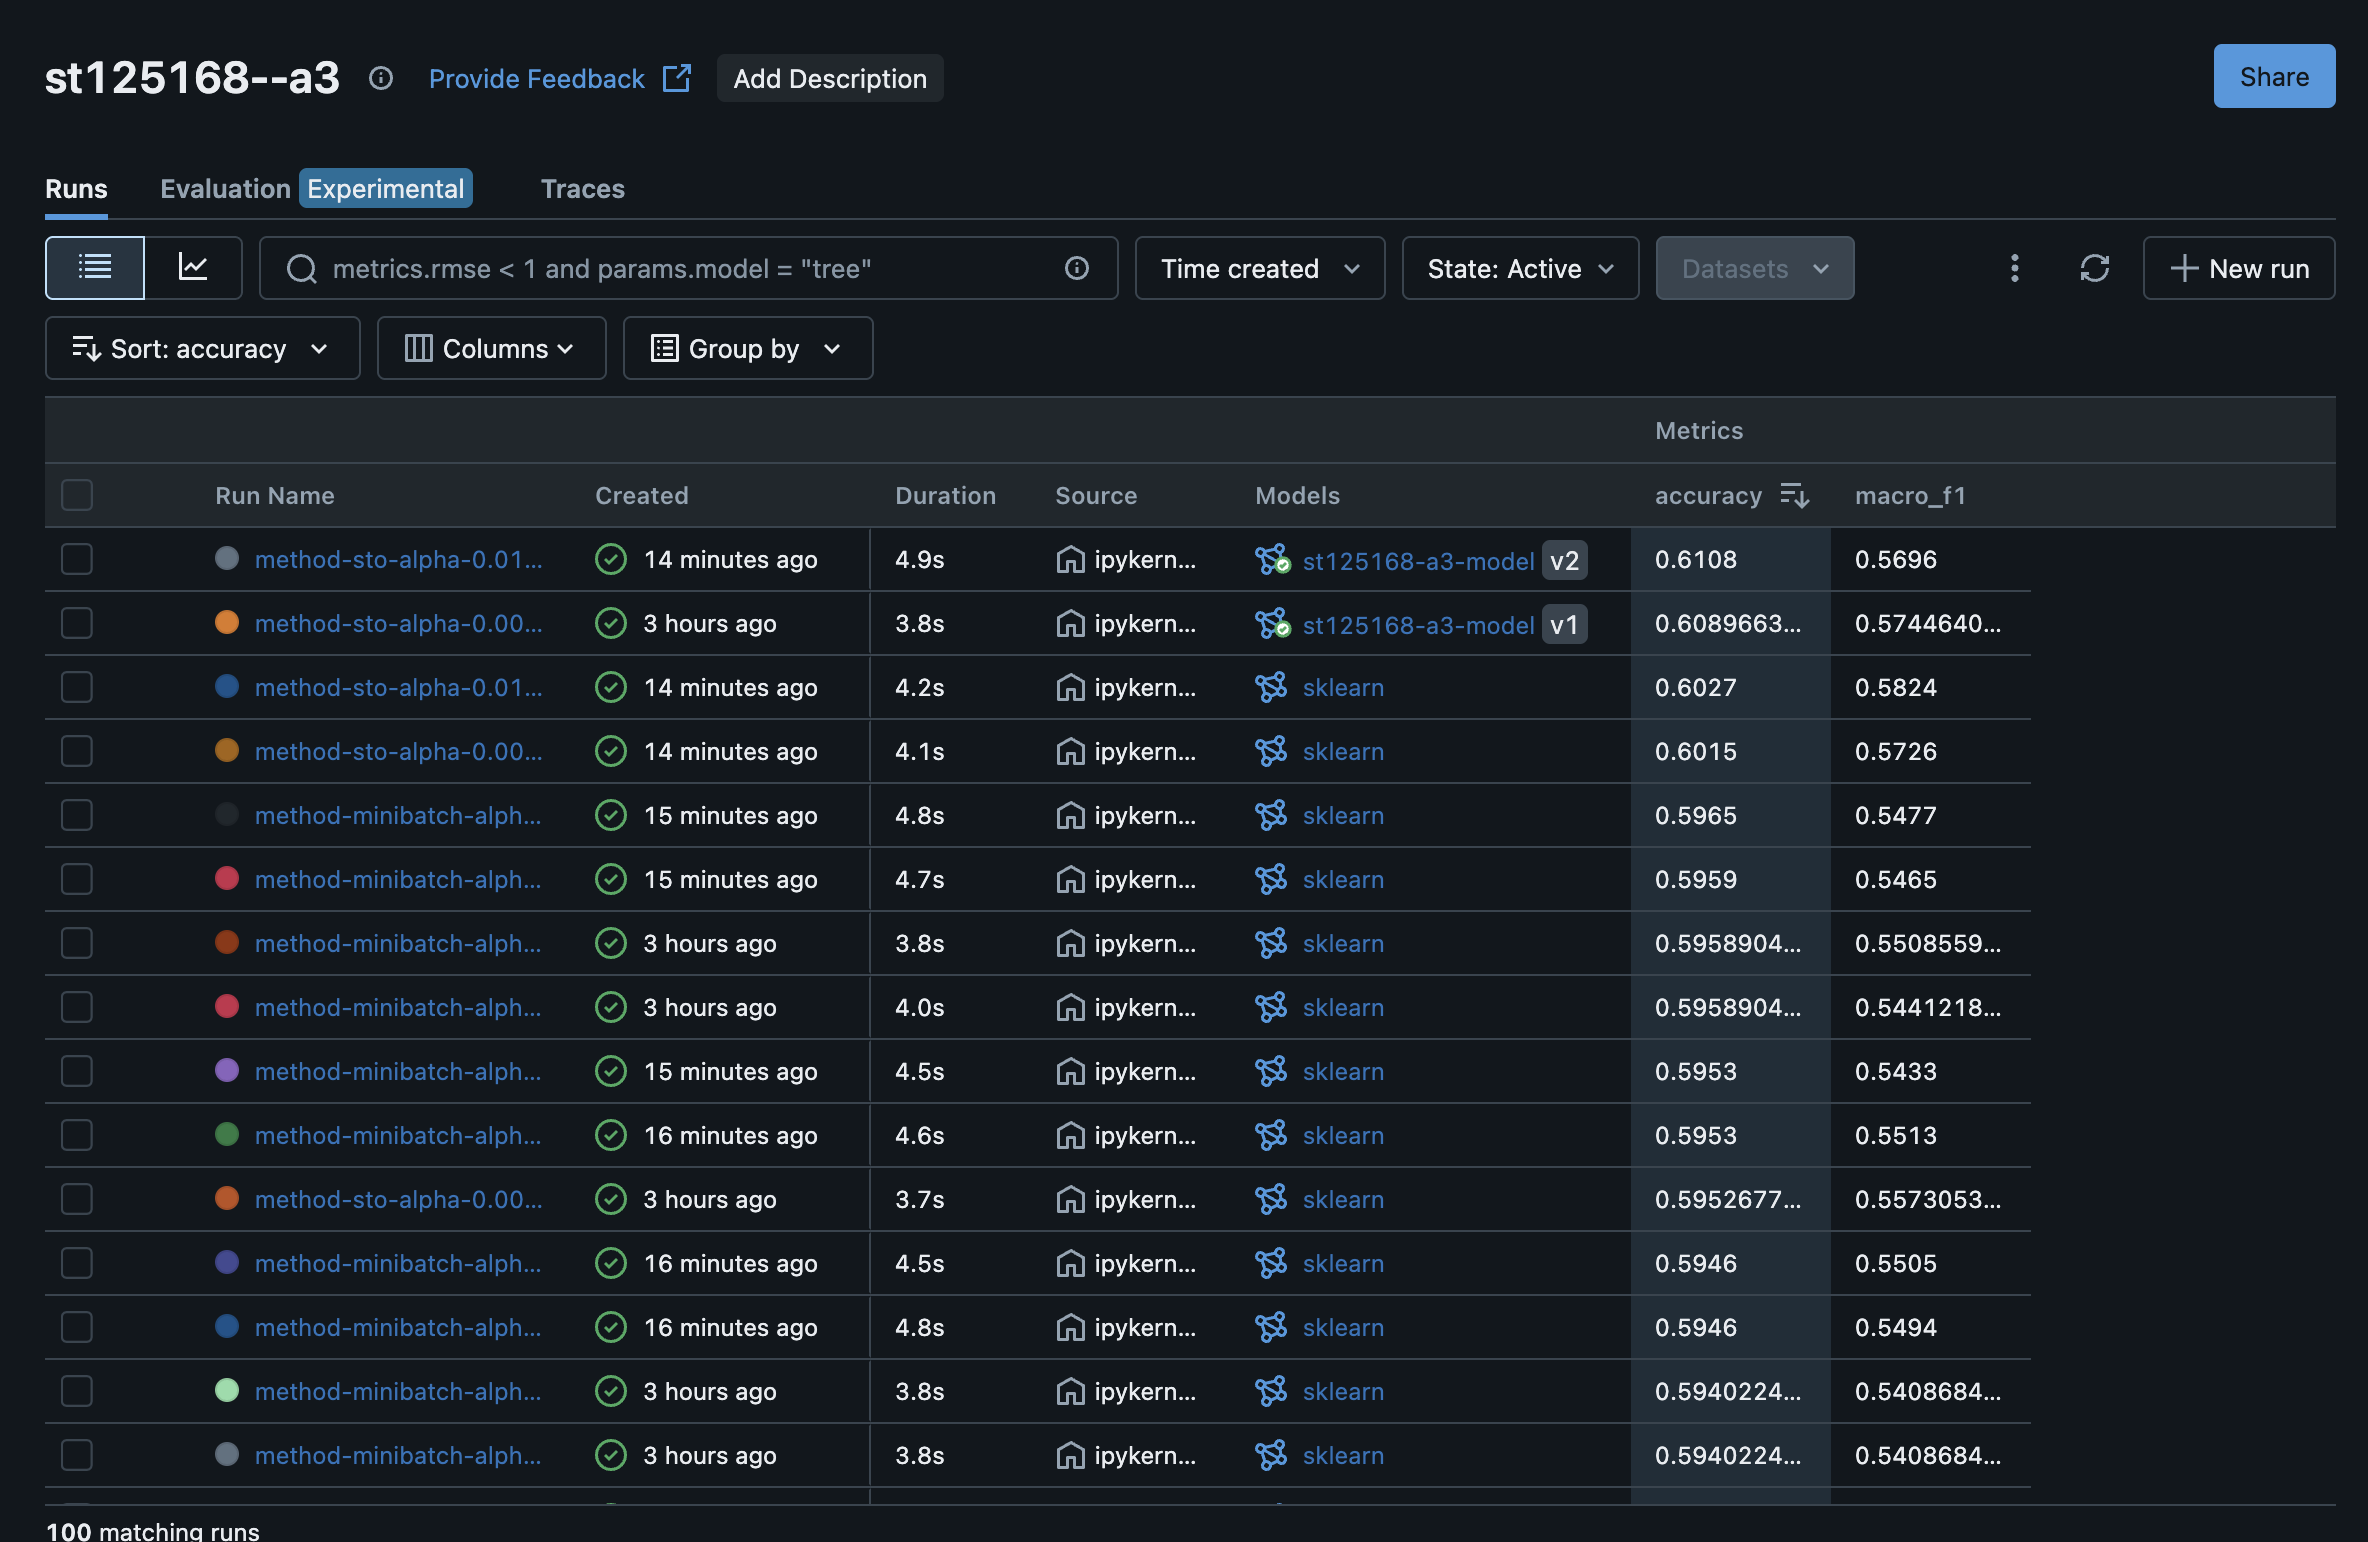 st125168--a3 Provide Feedback Add Description Share
Runs Evaluation Experimental Traces
metrics.rmse < 1 and params.model = "tree" Time created State: Active Datasets New run
Sort: accuracy Columns Group by
Metrics
Run Name Created Duration Source Models accuracy macro_f1
method-sto-alpha-0.01... 14 minutes ago 4.9s ipykern... st125168-a3-model v2 0.6108 0.5696
method-sto-alpha-0.00... 3 hours ago 3.8s ipykern... st125168-a3-model v1 0.6089663... 0.5744640...
method-sto-alpha-0.01... 14 minutes ago 4.2s ipykern... sklearn 0.6027 0.5824
method-sto-alpha-0.00... 14 minutes ago 4.1s ipykern... sklearn 0.6015 0.5726
method-minibatch-alph... 15 minutes ago 4.8s ipykern... sklearn 0.5965 0.5477
method-minibatch-alph... 15 minutes ago 4.7s ipykern... sklearn 0.5959 0.5465
method-minibatch-alph... 3 hours ago 3.8s ipykern... sklearn 0.5958904... 0.5508559...
method-minibatch-alph... 3 hours ago 4.0s ipykern... sklearn 0.5958904... 0.5441218...
method-minibatch-alph... 15 minutes ago 4.5s ipykern... sklearn 0.5953 0.5433
method-minibatch-alph... 16 minutes ago 4.6s ipykern... sklearn 0.5953 0.5513
method-sto-alpha-0.00... 3 hours ago 3.7s ipykern... sklearn 0.5952677... 0.5573053...
method-minibatch-alph... 16 minutes ago 4.5s ipykern... sklearn 0.5946 0.5505
method-minibatch-alph... 16 minutes ago 4.8s ipykern... sklearn 0.5946 0.5494
method-minibatch-alph... 3 hours ago 3.8s ipykern... sklearn 0.5940224... 0.5408684...
method-minibatch-alph... 3 hours ago 3.8s ipykern... sklearn 0.5940224... 0.5408684...
100 matching runs